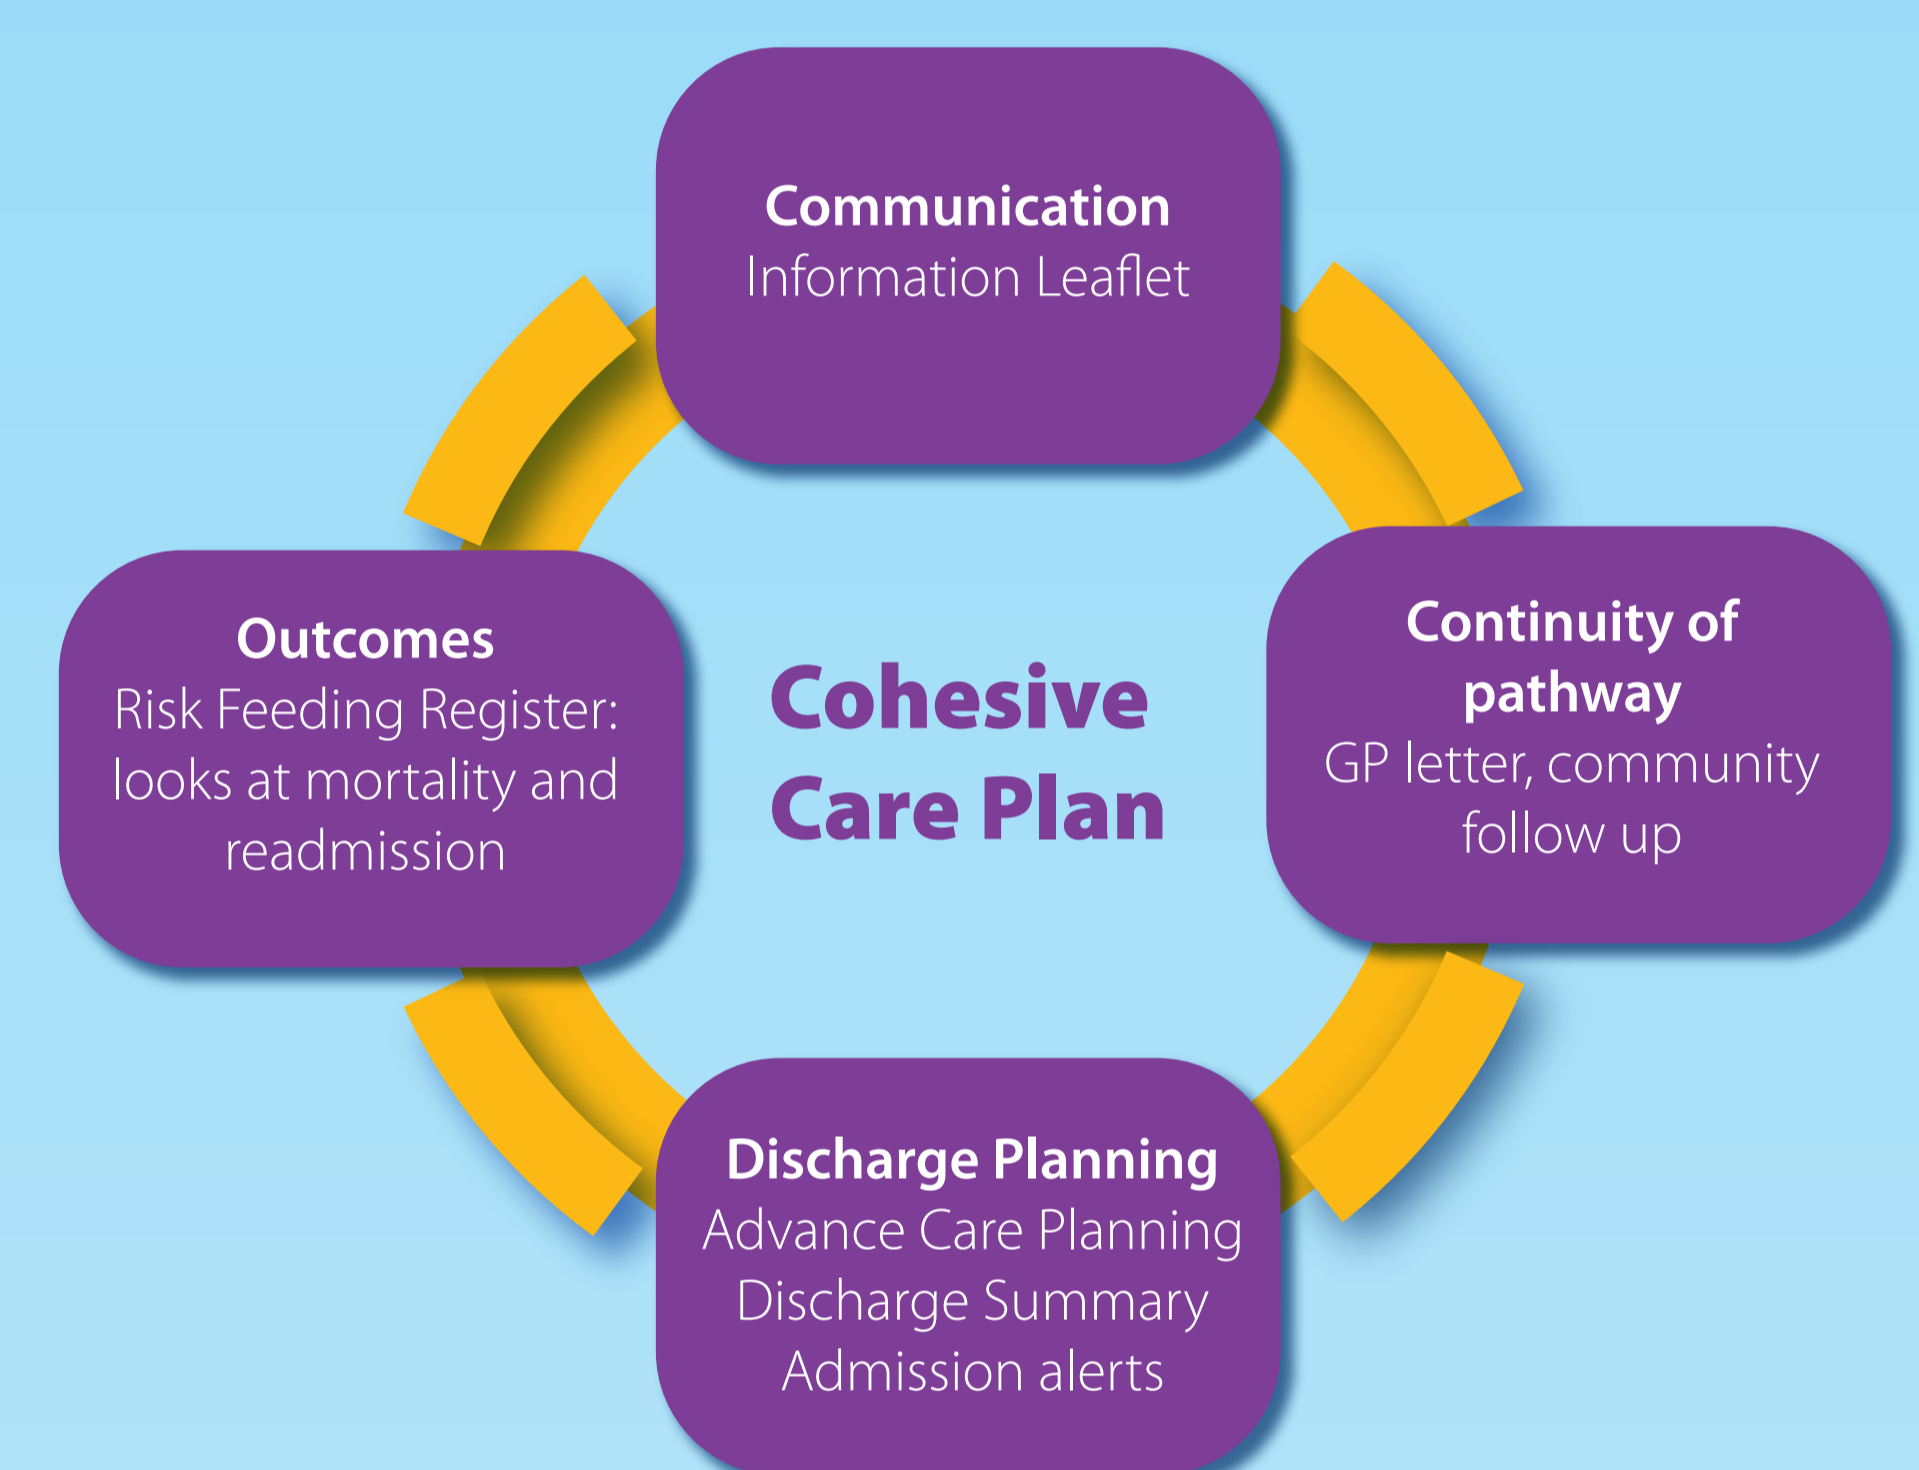 Communication
Information Leaflet
Outcomes
Risk Feeding Register:
looks at mortality and
readmission
Cohesive
Care Plan
Continuity of
pathway
GP letter, community
follow up
Discharge Planning
Advance Care Planning
Discharge Summary
Admission alerts